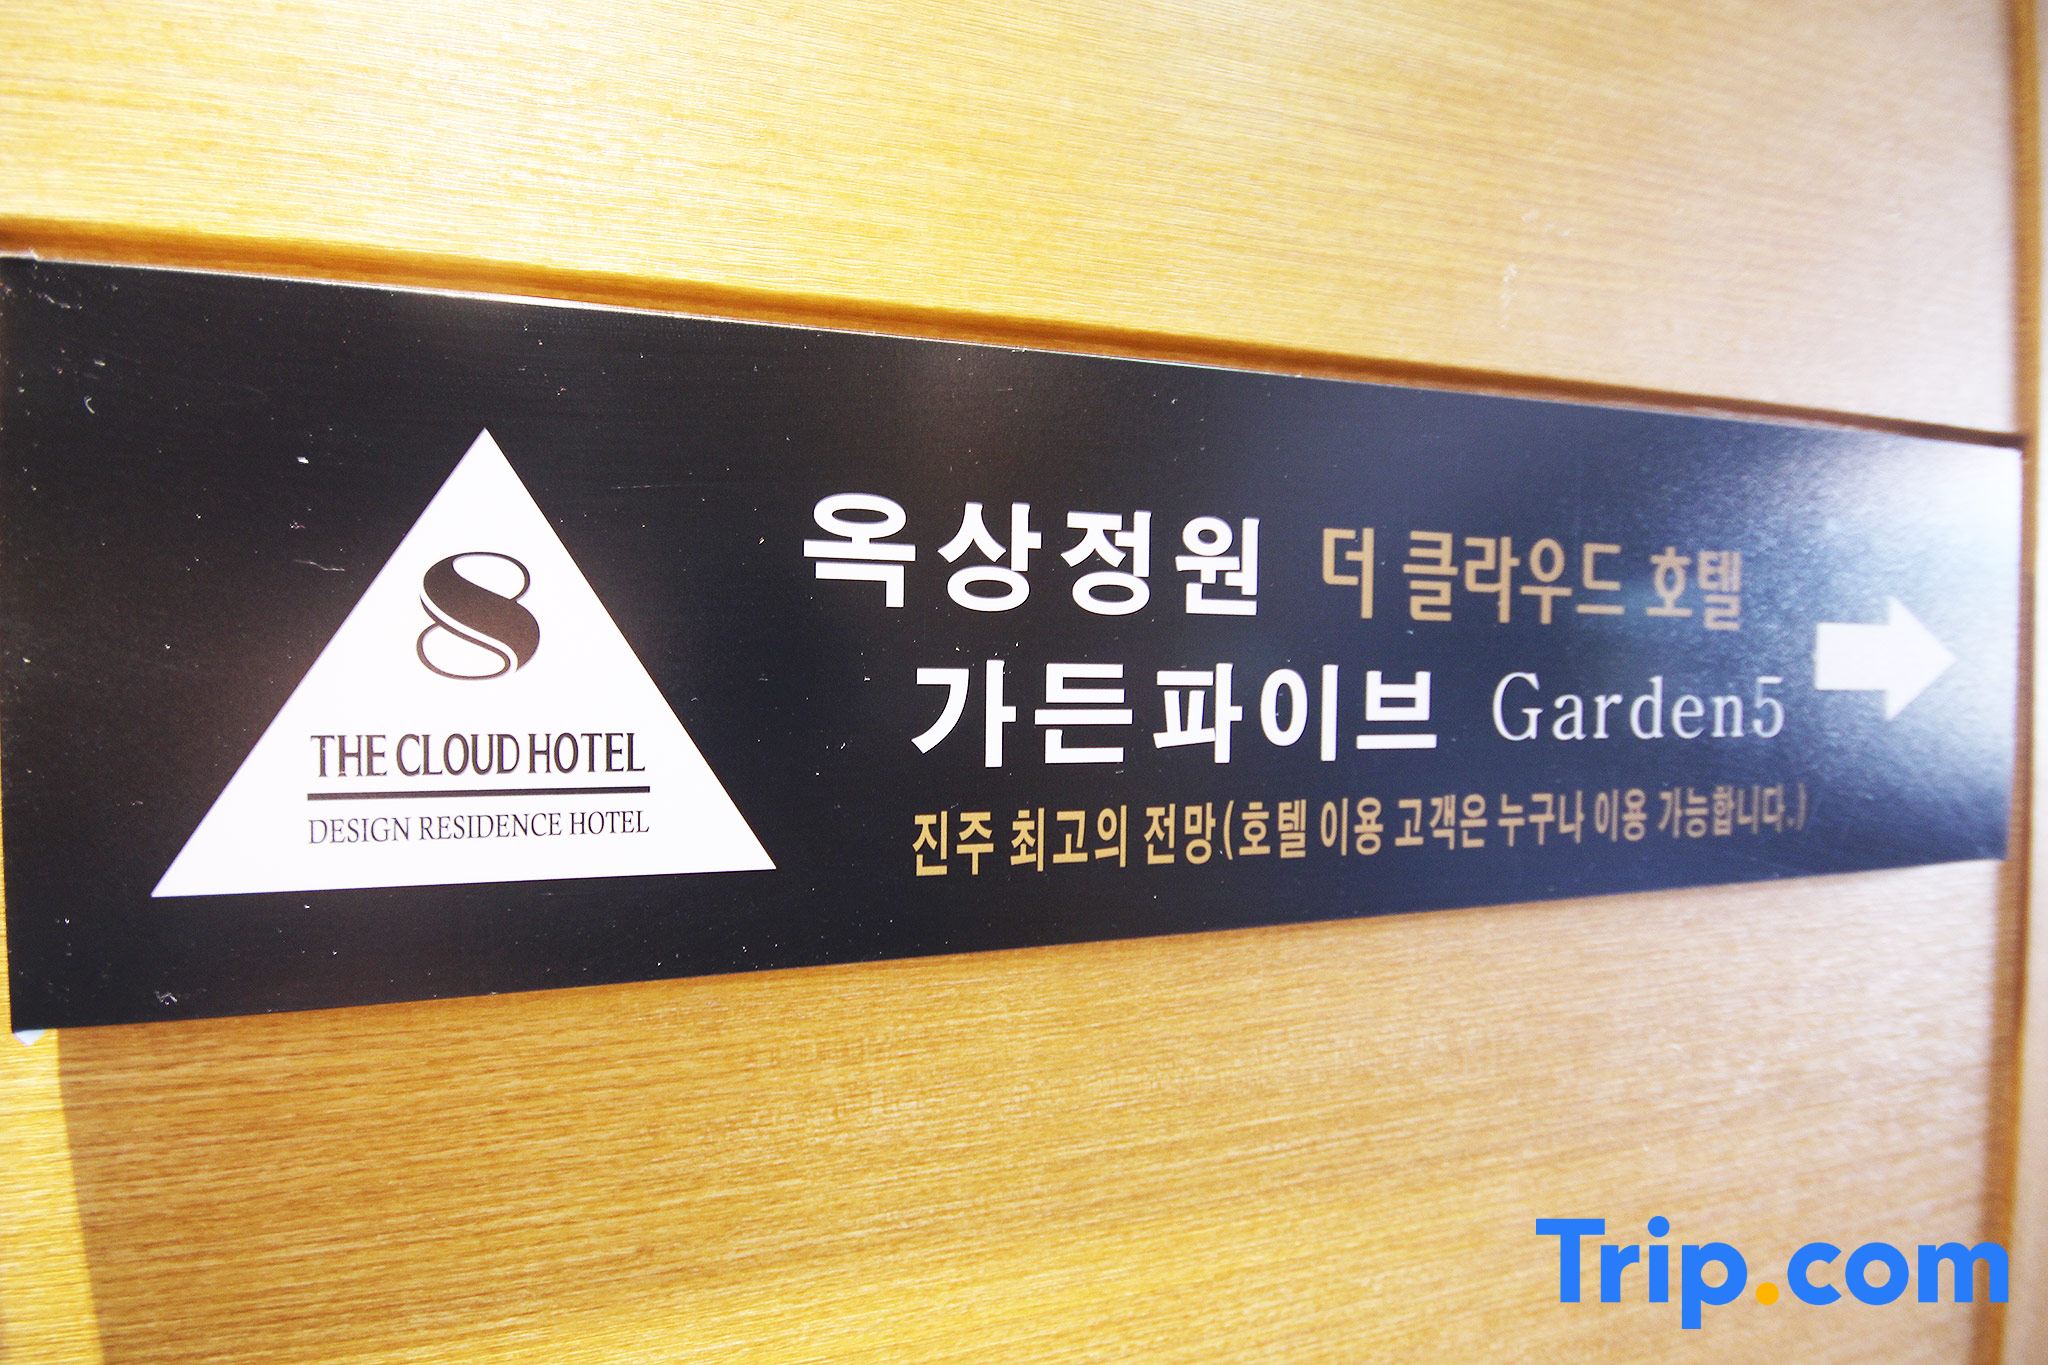 THE CLOUD HOTEL
DESIGN RESIDENCE HOTEL
옥상정원 더 클라우드 호텔
가든파이브 Garden5
진주 최고의 전망(호텔 이용 고객은 누구나 이용 가능합니다.)
Trip.com